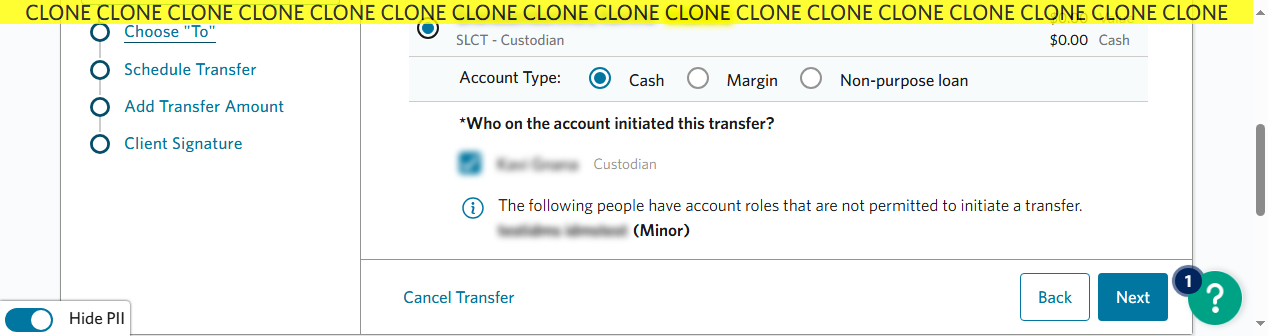 CLONE CLONE CLONE CLONE CLONE CLONE CLONE CLONE CLONE CLONE CLONE CLONE CLONE CLONE CLONE CLONE CLONE
Choose "To"
Schedule Transfer
Add Transfer Amount
Client Signature
SLCT - Custodian
$0.00 Cash
Account Type: Cash Margin Non-purpose loan
*Who on the account initiated this transfer?
Custodian
The following people have account roles that are not permitted to initiate a transfer.
(Minor)
Cancel Transfer
Back
Next
1
?
Hide PII